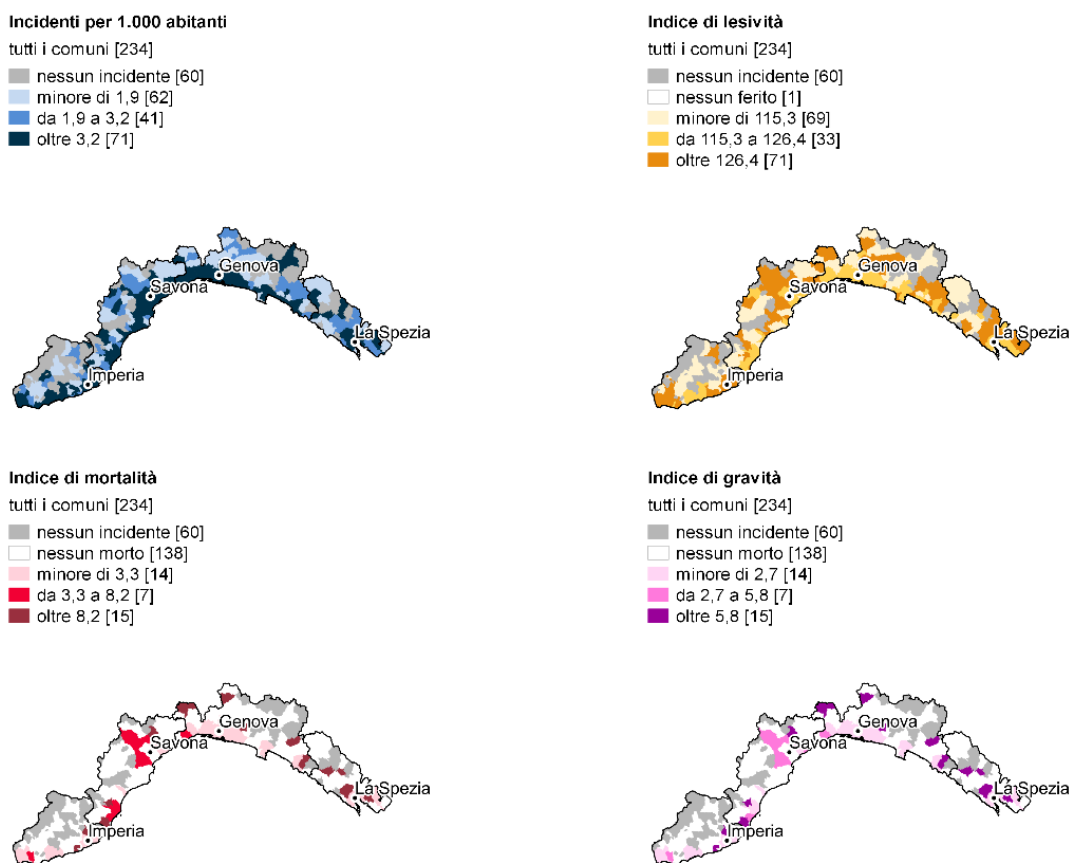 Incidenti per 1.000 abitanti
tutti i comuni [234]
nessun incidente [60]
minore di 1,9 [62]
da 1,9 a 3,2 [41]
oltre 3,2 [71]
Genova
Savona
La Spezia
Imperia
Indice di lesività
tutti i comuni [234]
nessun incidente [60]
nessun ferito [1]
minore di 115,3 [69]
da 115,3 a 126,4 [33]
oltre 126,4 [71]
Genova
Savona
La Spezia
Imperia
Indice di mortalità
tutti i comuni [234]
nessun incidente [60]
nessun morto [138]
minore di 3,3 [14]
da 3,3 a 8,2 [7]
oltre 8,2 [15]
Genova
Savona
La Spezia
Imperia
Indice di gravità
tutti i comuni [234]
nessun incidente [60]
nessun morto [138]
minore di 2,7 [14]
da 2,7 a 5,8 [7]
oltre 5,8 [15]
Genova
Savona
La Spezia
Imperia